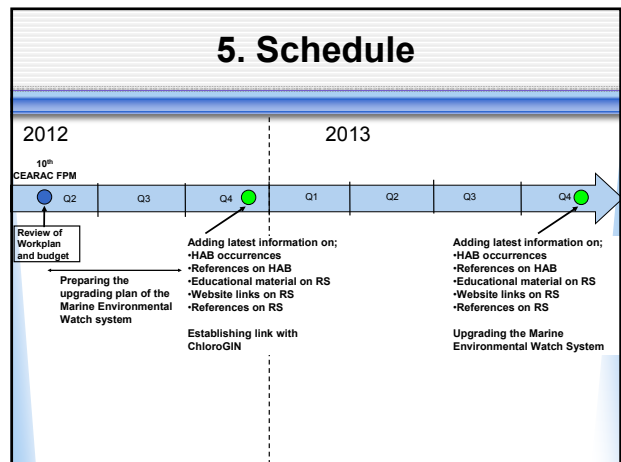 5. Schedule
2012
2013
10th
CEARAC FPM
Q2
Q3
Q4
Q1
Q2
Q3
Q4
Review of
Workplan
and budget
Preparing the
upgrading plan of the
Marine Environmental
Watch system
Adding latest information on;
•HAB occurrences
•References on HAB
•Educational material on RS
•Website links on RS
•References on RS
Establishing link with
ChloroGIN
Adding latest information on;
•HAB occurrences
•References on HAB
•Educational material on RS
•Website links on RS
•References on RS
Upgrading the Marine
Environmental Watch System